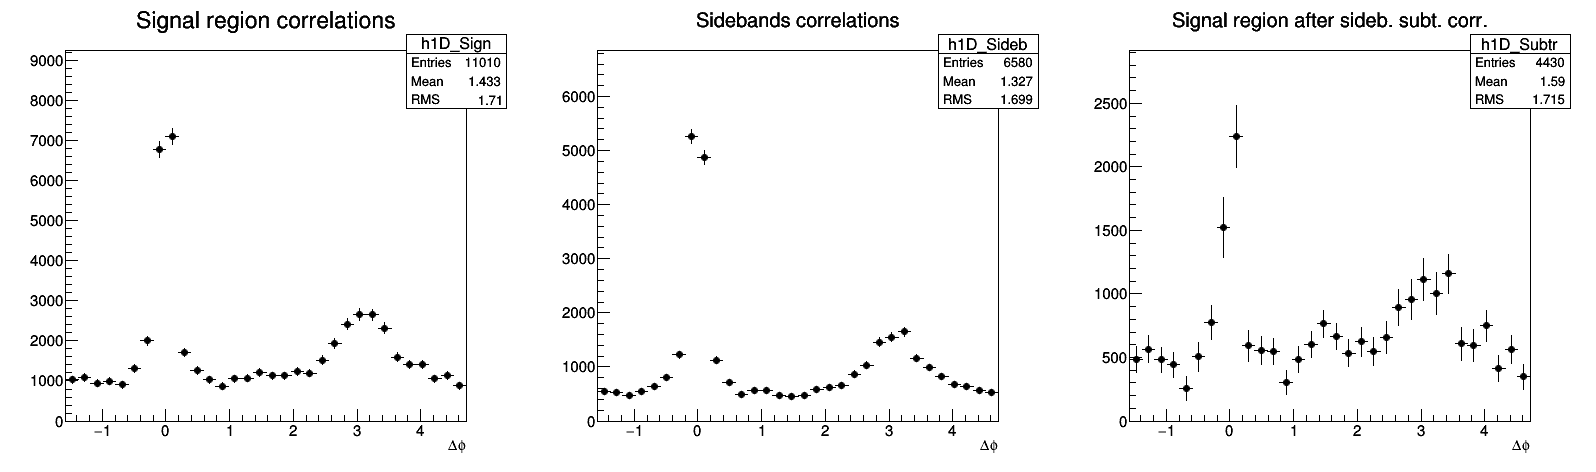 Signal region correlations
h1D_Sign
Entries 11010
Mean 1.433
RMS 1.71
9000
8000
7000
6000
5000
4000
3000
2000
1000
0
−1 0 1 2 3 4
Δϕ
Sidebands correlations
h1D_Sideb
Entries 6580
Mean 1.327
RMS 1.699
6000
5000
4000
3000
2000
1000
0
−1 0 1 2 3 4
Δϕ
Signal region after sideb. subt. corr.
h1D_Subtr
Entries 4430
Mean 1.59
RMS 1.715
2500
2000
1500
1000
500
0
−1 0 1 2 3 4
Δϕ